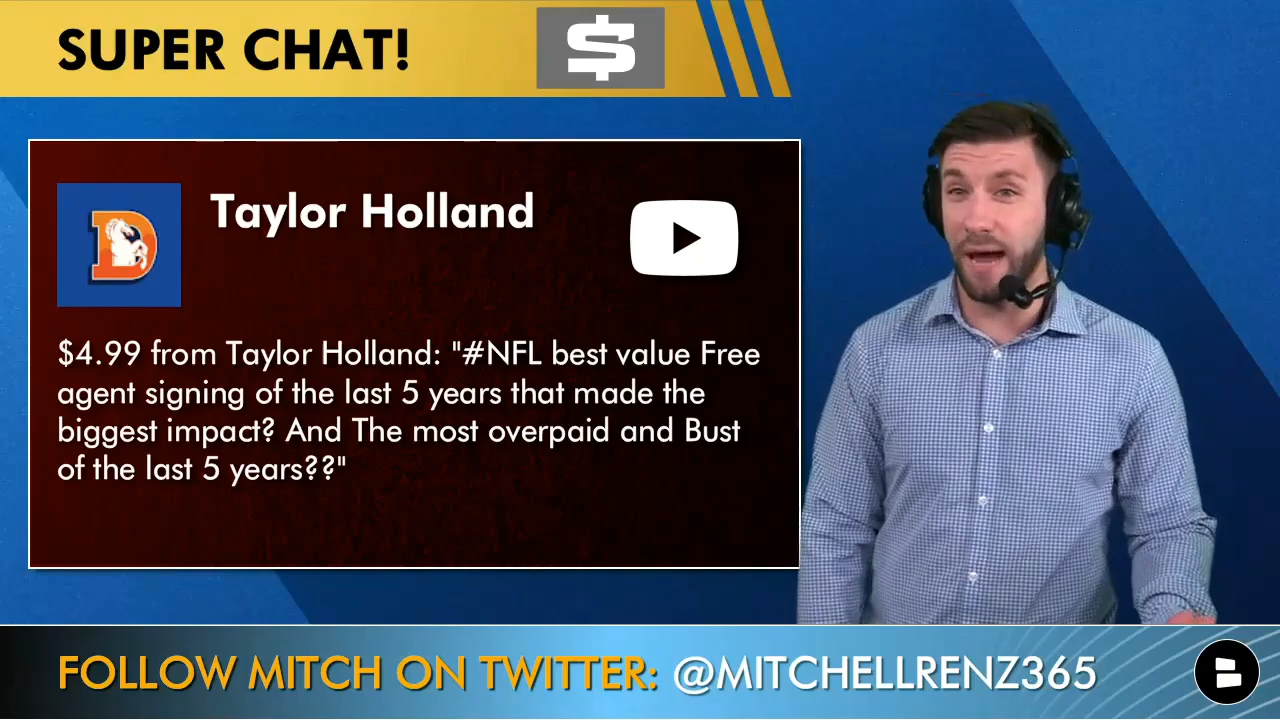 SUPER CHAT!
$
D
Taylor Holland
$4.99 from Taylor Holland: "#NFL best value Free
agent signing of the last 5 years that made the
biggest impact? And The most overpaid and Bust
of the last 5 years??"
FOLLOW MITCH ON TWITTER: @MITCHELLRENZ365